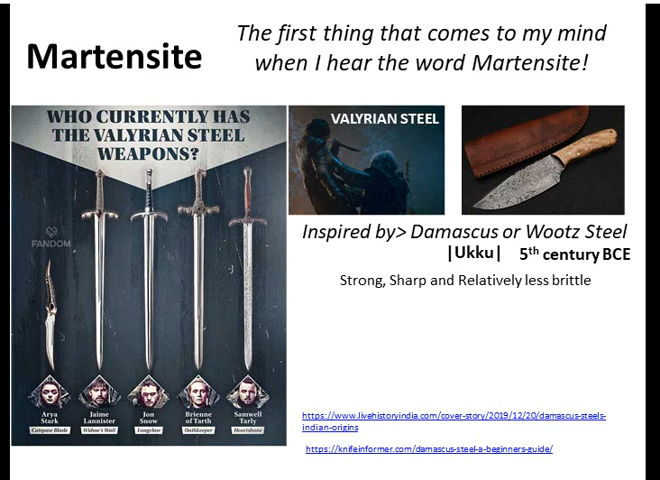 Martensite
The first thing that comes to my mind
when I hear the word Martensite!
WHO CURRENTLY HAS
THE VALYRIAN STEEL
WEAPONS?
FANDOM
Arya
Stark
Catspaw Blade
Jaime
Lannister
Widow's Wail
Jon
Snow
Longclaw
Brienne
of Tarth
Oathkeeper
Samwell
Tarly
Heartsbane
VALYRIAN STEEL
Inspired by> Damascus or Wootz Steel
|Ukku| 5th century BCE
Strong, Sharp and Relatively less brittle
https://www.livehistoryindia.com/cover-story/2019/12/20/damascus-steels-
indian-origins
https://knifeinformer.com/damascus-steel-a-beginners-guide/